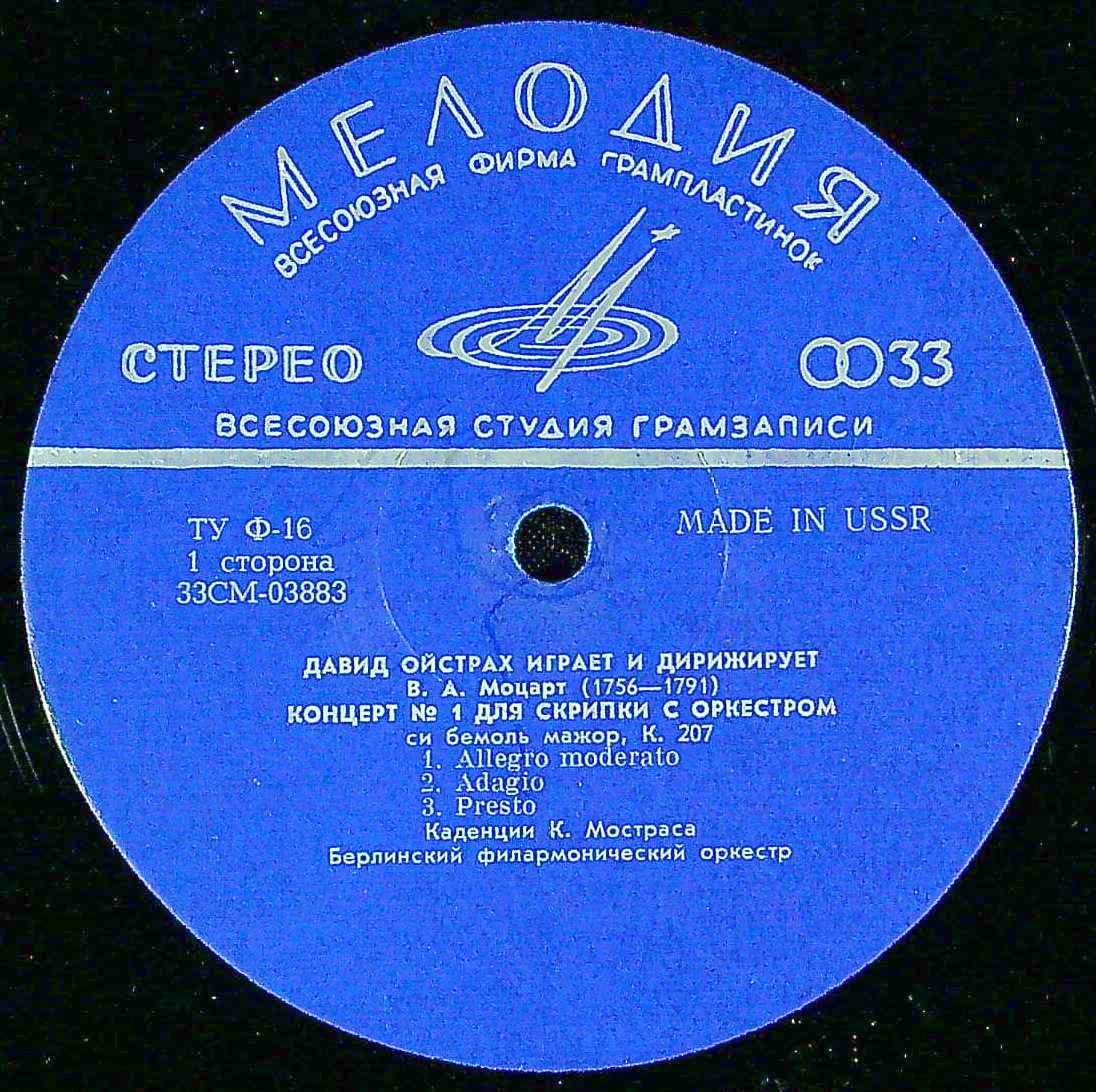 МЕЛОДИЯ
ВСЕСОЮЗНАЯ ФИРМА ГРАМПЛАСТИНОК
СТЕРЕО
33
ВСЕСОЮЗНАЯ СТУДИЯ ГРАМЗАПИСИ
ТУ Ф-16
MADE IN USSR
1 сторона
33СМ-03883
ДАВИД ОЙСТРАХ ИГРАЕТ И ДИРИЖИРУЕТ
В. А. Моцарт (1756—1791)
КОНЦЕРТ № 1 ДЛЯ СКРИПКИ С ОРКЕСТРОМ
си бемоль мажор, К. 207
1. Allegro moderato
2. Adagio
3. Presto
Каденции К. Мостраса
Берлинский филармонический оркестр